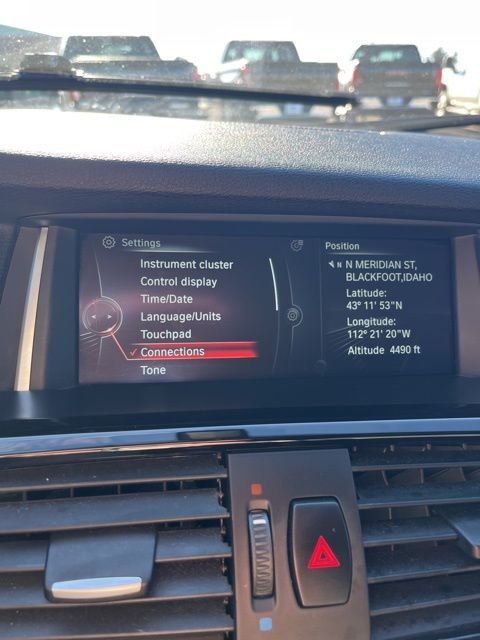 Settings
Instrument cluster
Control display
Time/Date
Language/Units
Touchpad
Connections
Tone
Position
N N MERIDIAN ST,
BLACKFOOT,IDAHO
Latitude:
43° 11' 53"N
Longitude:
112° 21' 20"W
Altitude 4490 ft